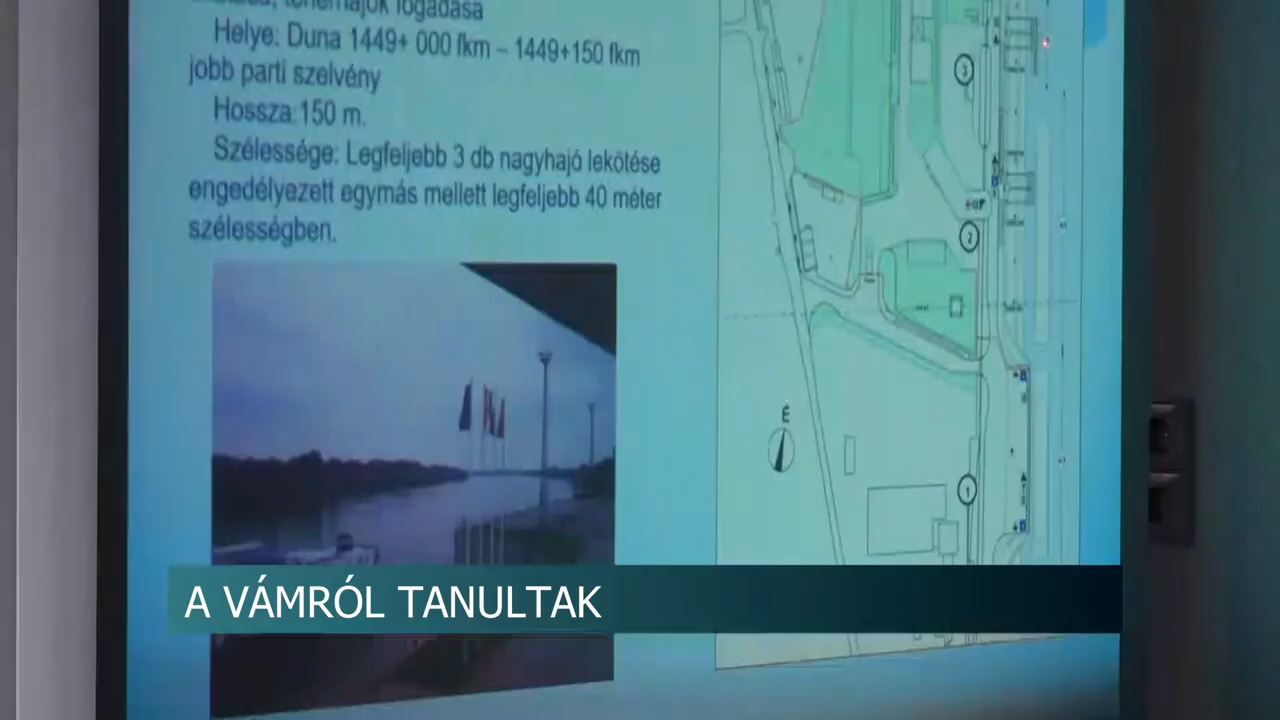 fogadása
Helye: Duna 1449+ 000 fkm – 1449+150 fkm
jobb parti szelvény
Hossza: 150 m.
Szélessége: Legfeljebb 3 db nagyhajó lekötése
engedélyezett egymás mellett legfeljebb 40 méter
szélességben.
3
2
É
1
A VÁMRÓL TANULTAK